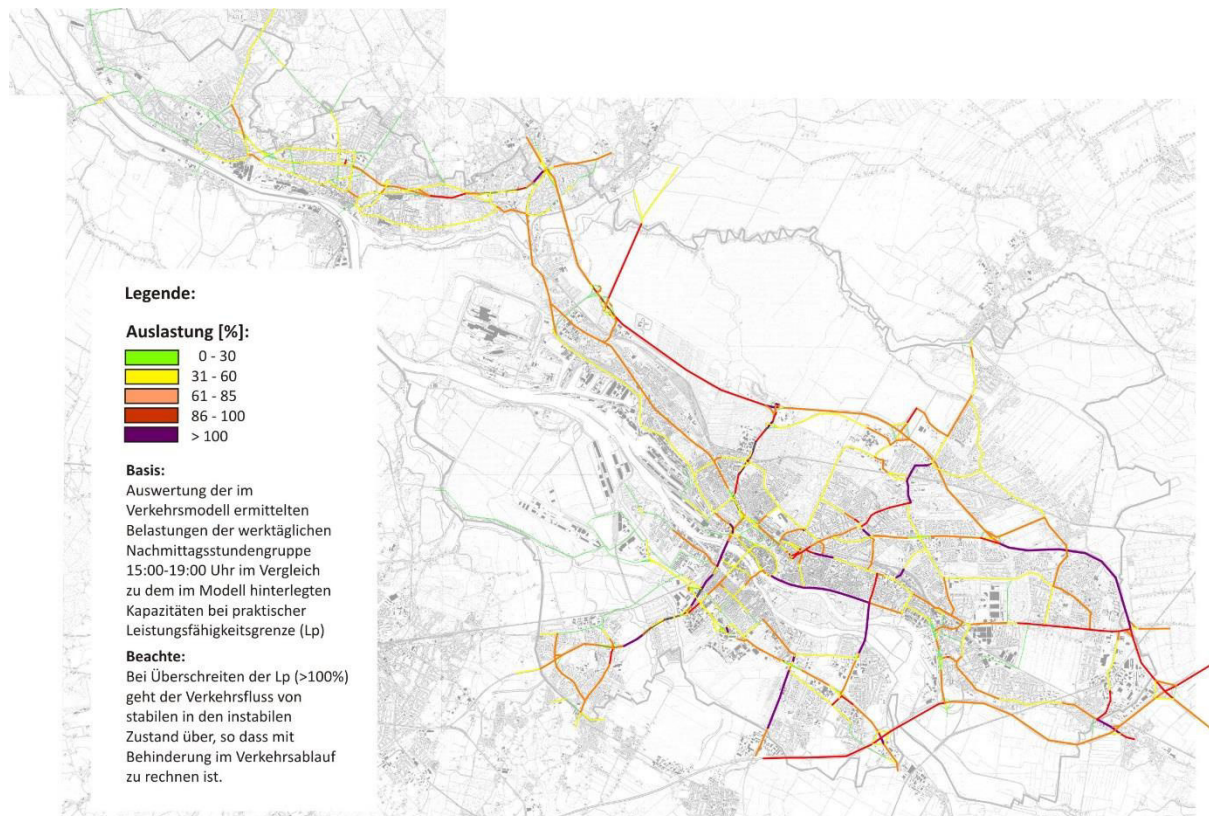 Legende:
Auslastung [%]:
0 - 30
31 - 60
61 - 85
86 - 100
> 100
Basis:
Auswertung der im
Verkehrsmodell ermittelten
Belastungen der werktäglichen
Nachmittagsstundengruppe
15:00-19:00 Uhr im Vergleich
zu dem im Modell hinterlegten
Kapazitäten bei praktischer
Leistungsfähigkeitsgrenze (Lp)
Beachte:
Bei Überschreiten der Lp (>100%)
geht der Verkehrsfluss von
stabilen in den instabilen
Zustand über, so dass mit
Behinderung im Verkehrsablauf
zu rechnen ist.